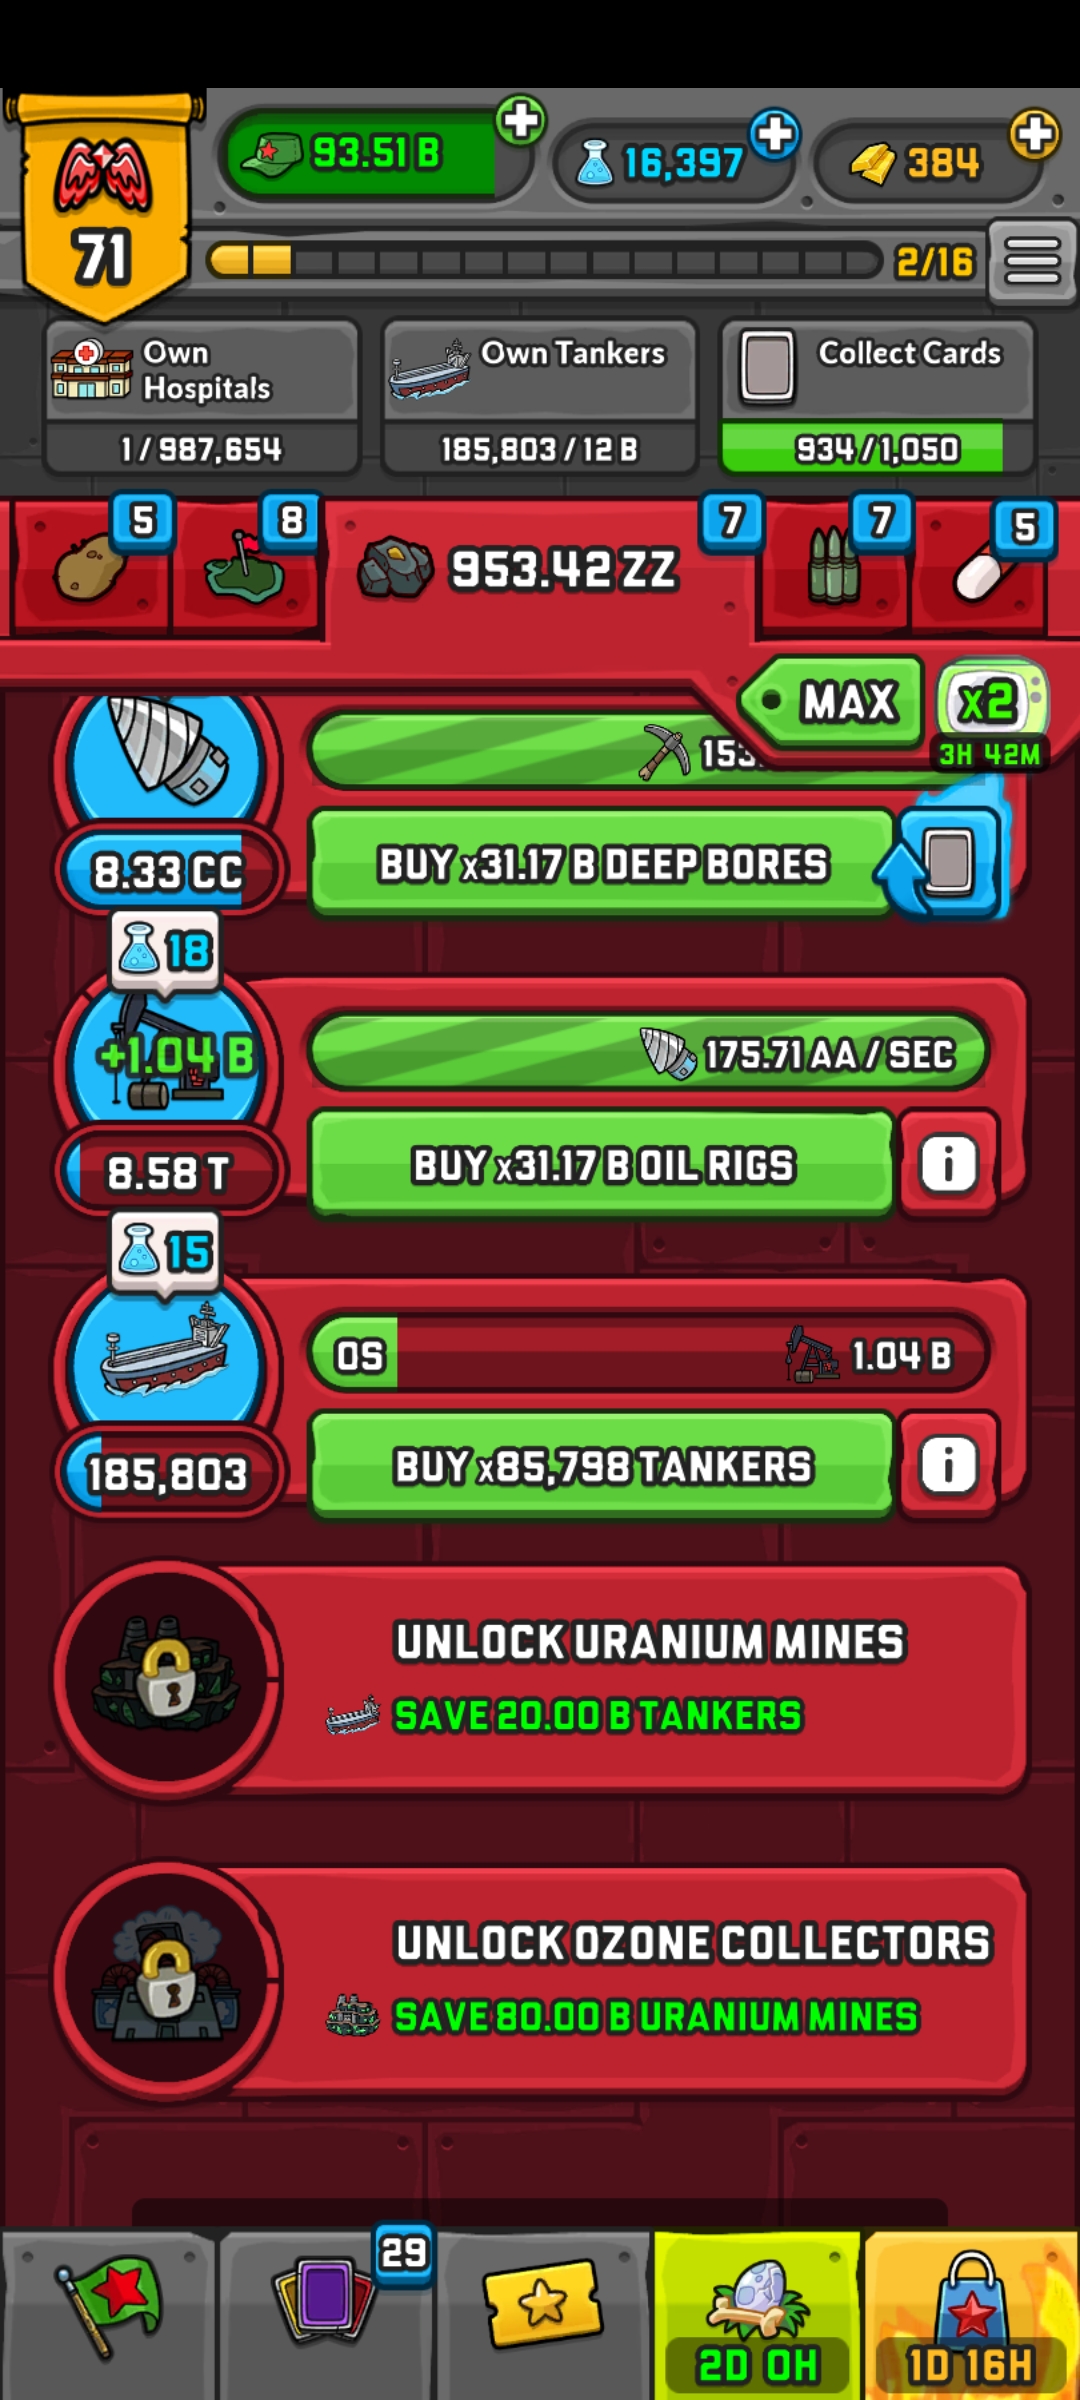 93.51 B
16,397
384
71
2/16
Own
Hospitals
1 / 987,654
Own Tankers
185,803 / 12 B
Collect Cards
934 / 1,050
5
8
953.42 ZZ
7
7
5
MAX
x2
3H 42M
153.
8.33 CC
BUY x31.17 B DEEP BORES
18
+1.04 B
175.71 AA / SEC
8.58 T
BUY x31.17 B OIL RIGS
i
15
0S
1.04 B
185,803
BUY x85,798 TANKERS
i
UNLOCK URANIUM MINES
SAVE 20.00 B TANKERS
UNLOCK OZONE COLLECTORS
SAVE 80.00 B URANIUM MINES
29
2D 0H
1D 16H